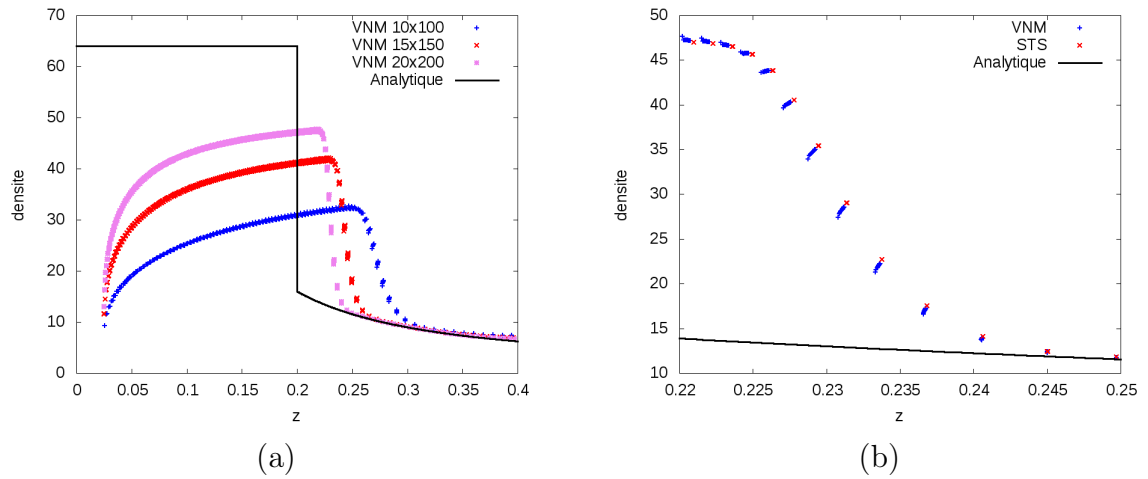 VNM 10x100
VNM 15x150
VNM 20x200
Analytique
70
60
50
40
30
20
10
0
densite
0
0.05
0.1
0.15
0.2
0.25
0.3
0.35
0.4
z
(a)
VNM
STS
Analytique
50
45
40
35
30
25
20
15
10
densite
0.22
0.225
0.23
0.235
0.24
0.245
0.25
z
(b)